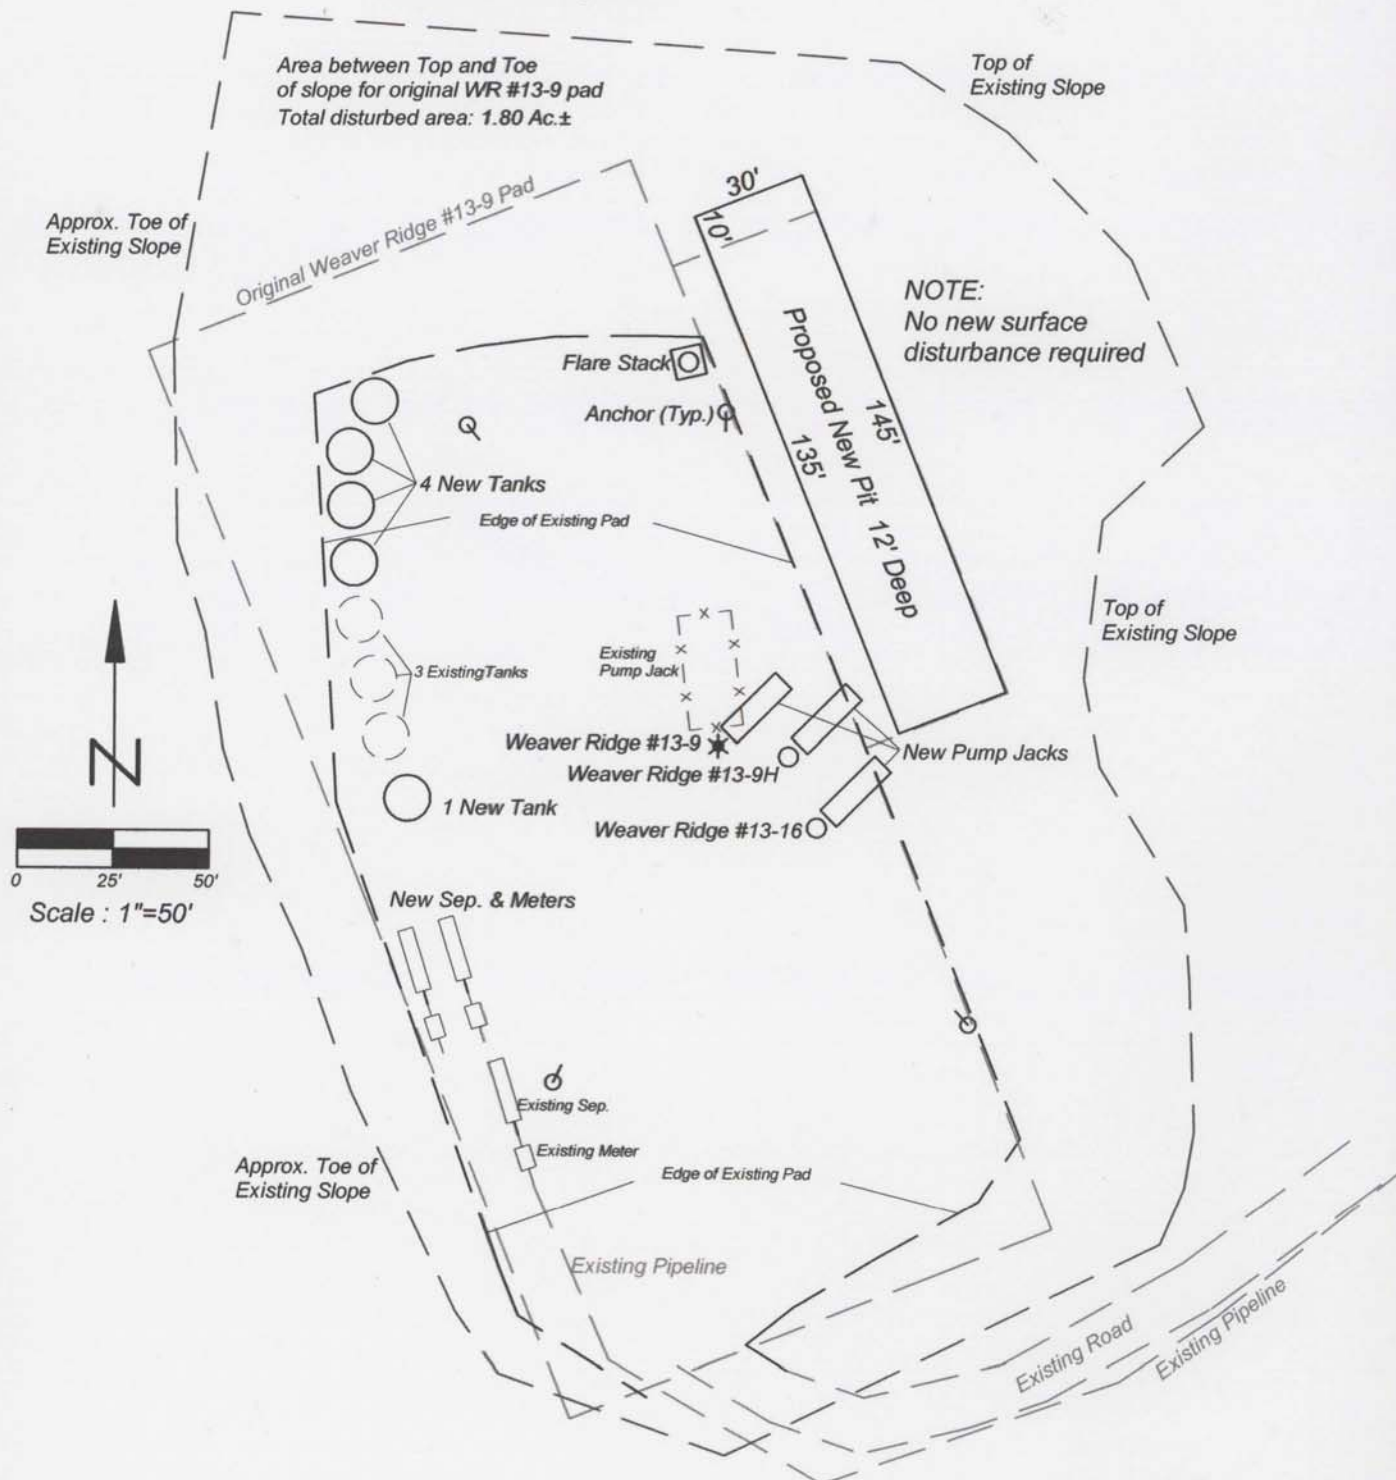 Area between Top and Toe
of slope for original WR #13-9 pad
Total disturbed area: 1.80 Ac.±
Top of
Existing Slope
Approx. Toe of
Existing Slope
Original Weaver Ridge #13-9 Pad
30'
10'
NOTE:
No new surface
disturbance required
Proposed New Pit 12' Deep
145'
135'
Flare Stack
Anchor (Typ.)
4 New Tanks
Edge of Existing Pad
Top of
Existing Slope
Existing
Pump Jack
3 ExistingTanks
N
Weaver Ridge #13-9
Weaver Ridge #13-9H
New Pump Jacks
1 New Tank
Weaver Ridge #13-16
0 25' 50'
Scale : 1"=50'
New Sep. & Meters
Existing Sep.
Existing Meter
Approx. Toe of
Existing Slope
Edge of Existing Pad
Existing Pipeline
Existing Road
Existing Pipeline